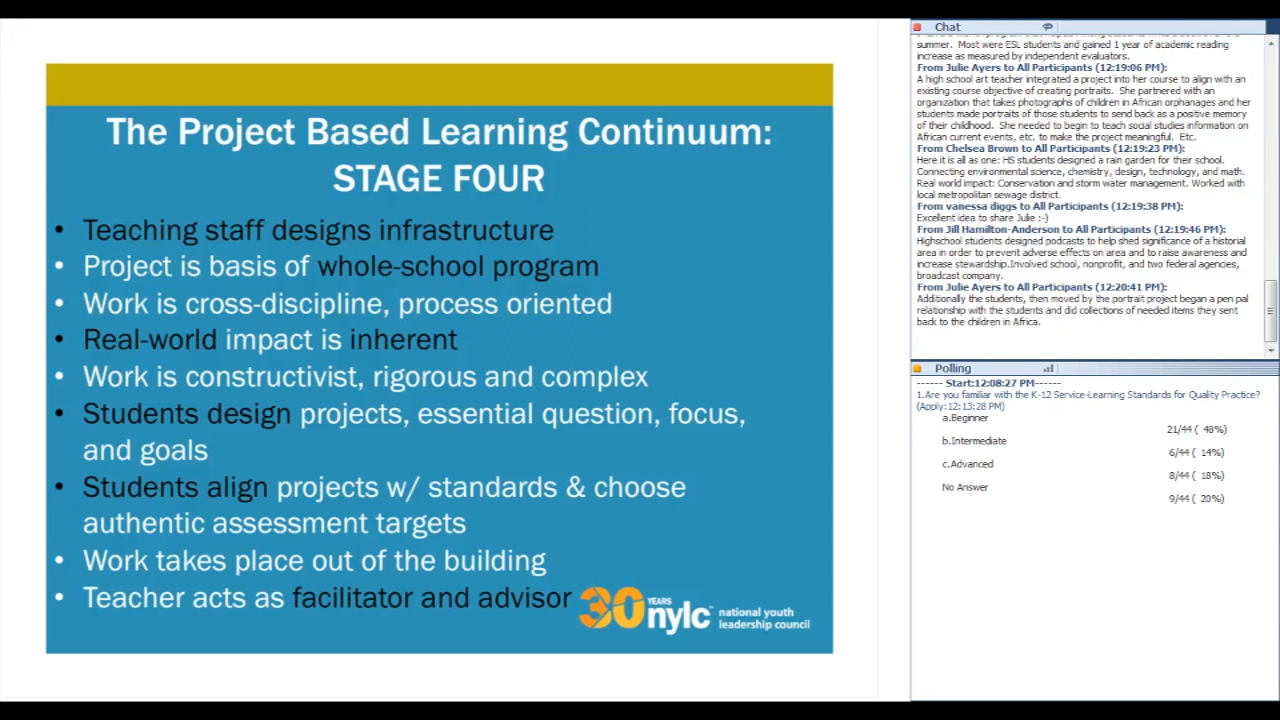 The Project Based Learning Continuum:
STAGE FOUR
• Teaching staff designs infrastructure
• Project is basis of whole-school program
• Work is cross-discipline, process oriented
• Real-world impact is inherent
• Work is constructivist, rigorous and complex
• Students design projects, essential question, focus,
and goals
• Students align projects w/ standards & choose
authentic assessment targets
• Work takes place out of the building
• Teacher acts as facilitator and advisor
30 YEARS nylc national youth
leadership council
Chat
summer. Most were ESL students and gained 1 year of academic reading
increase as measured by independent evaluators.
From Julie Ayers to All Participants (12:19:06 PM):
A high school art teacher integrated a project into her course to align with an
existing course objective of creating portraits. She partnered with an
organization that takes photographs of children in African orphanages and her
students made portraits of those students to send back as a positive memory
of their childhood. She needed to begin to teach social studies information on
African current events, etc. to make the project meaningful. Etc.
From Chelsea Brown to All Participants (12:19:23 PM):
Here it is all as one: HS students designed a rain garden for their school.
Connecting environmental science, chemistry, design, technology, and math.
Real world impact: Conservation and storm water management. Worked with
local metropolitan sewage district.
From vanessa diggs to All Participants (12:19:38 PM):
Excellent idea to share Julie :-)
From Jill Hamilton-Anderson to All Participants (12:19:46 PM):
Highschool students designed podcasts to help shed significance of a historial
area in order to prevent adverse effects on area and to raise awareness and
increase stewardship.Involved school, nonprofit, and two federal agencies,
broadcast company.
From Julie Ayers to All Participants (12:20:41 PM):
Additionally the students, then moved by the portrait project began a pen pal
relationship with the students and did collections of needed items they sent
back to the children in Africa.
Polling
------ Start:12:08:27 PM------
1.Are you familiar with the K-12 Service-Learning Standards for Quality Practice?
(Apply:12:13:28 PM)
a.Beginner
21/44 ( 48%)
b.Intermediate
6/44 ( 14%)
c.Advanced
8/44 ( 18%)
No Answer
9/44 ( 20%)